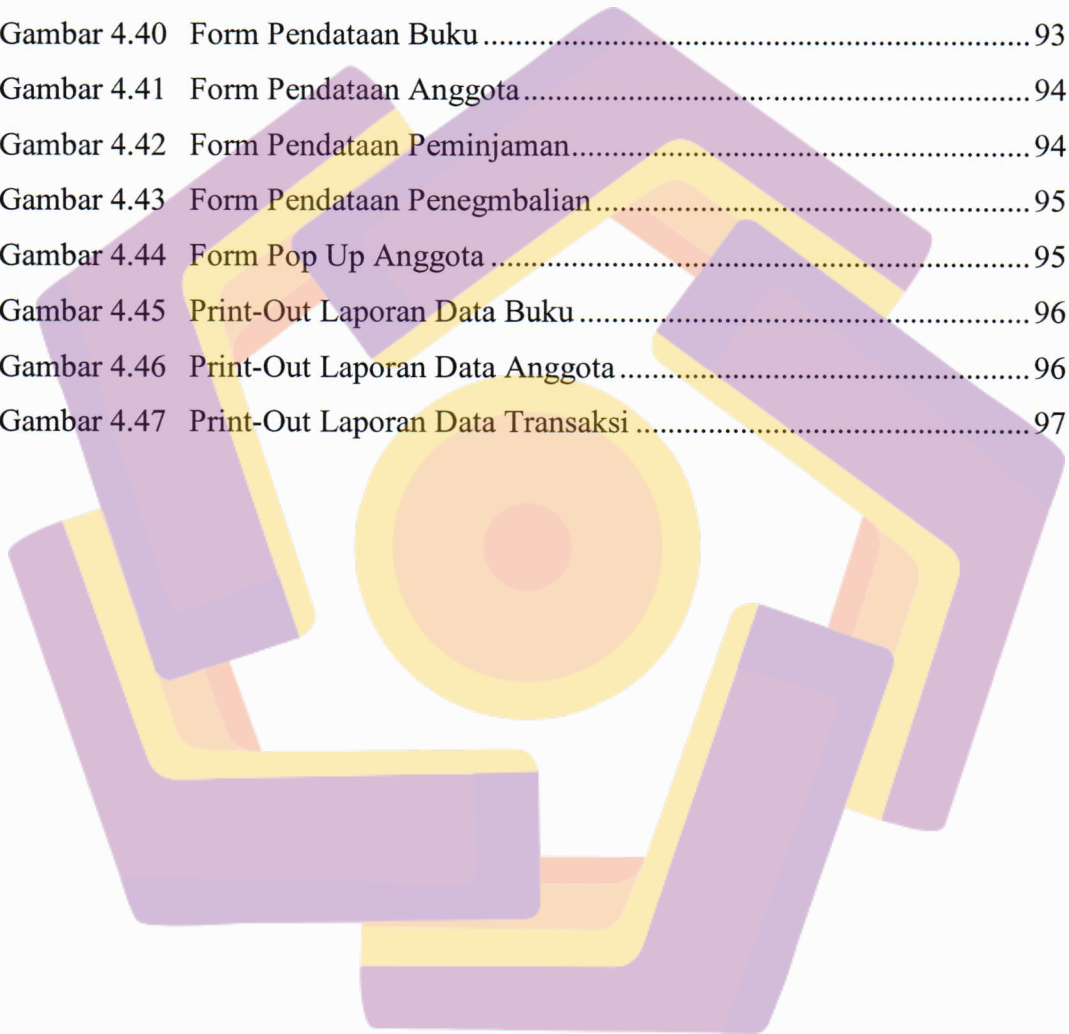 Gambar 4.40 Form Pendataan Buku ........................................................................ 93
Gambar 4.41 Form Pendataan Anggota ................................................................... 94
Gambar 4.42 Form Pendataan Peminjaman ............................................................. 94
Gambar 4.43 Form Pendataan Penegmbalian .......................................................... 95
Gambar 4.44 Form Pop Up Anggota ....................................................................... 95
Gambar 4.45 Print-Out Laporan Data Buku ............................................................ 96
Gambar 4.46 Print-Out Laporan Data Anggota ....................................................... 96
Gambar 4.47 Print-Out Laporan Data Transaksi ..................................................... 97